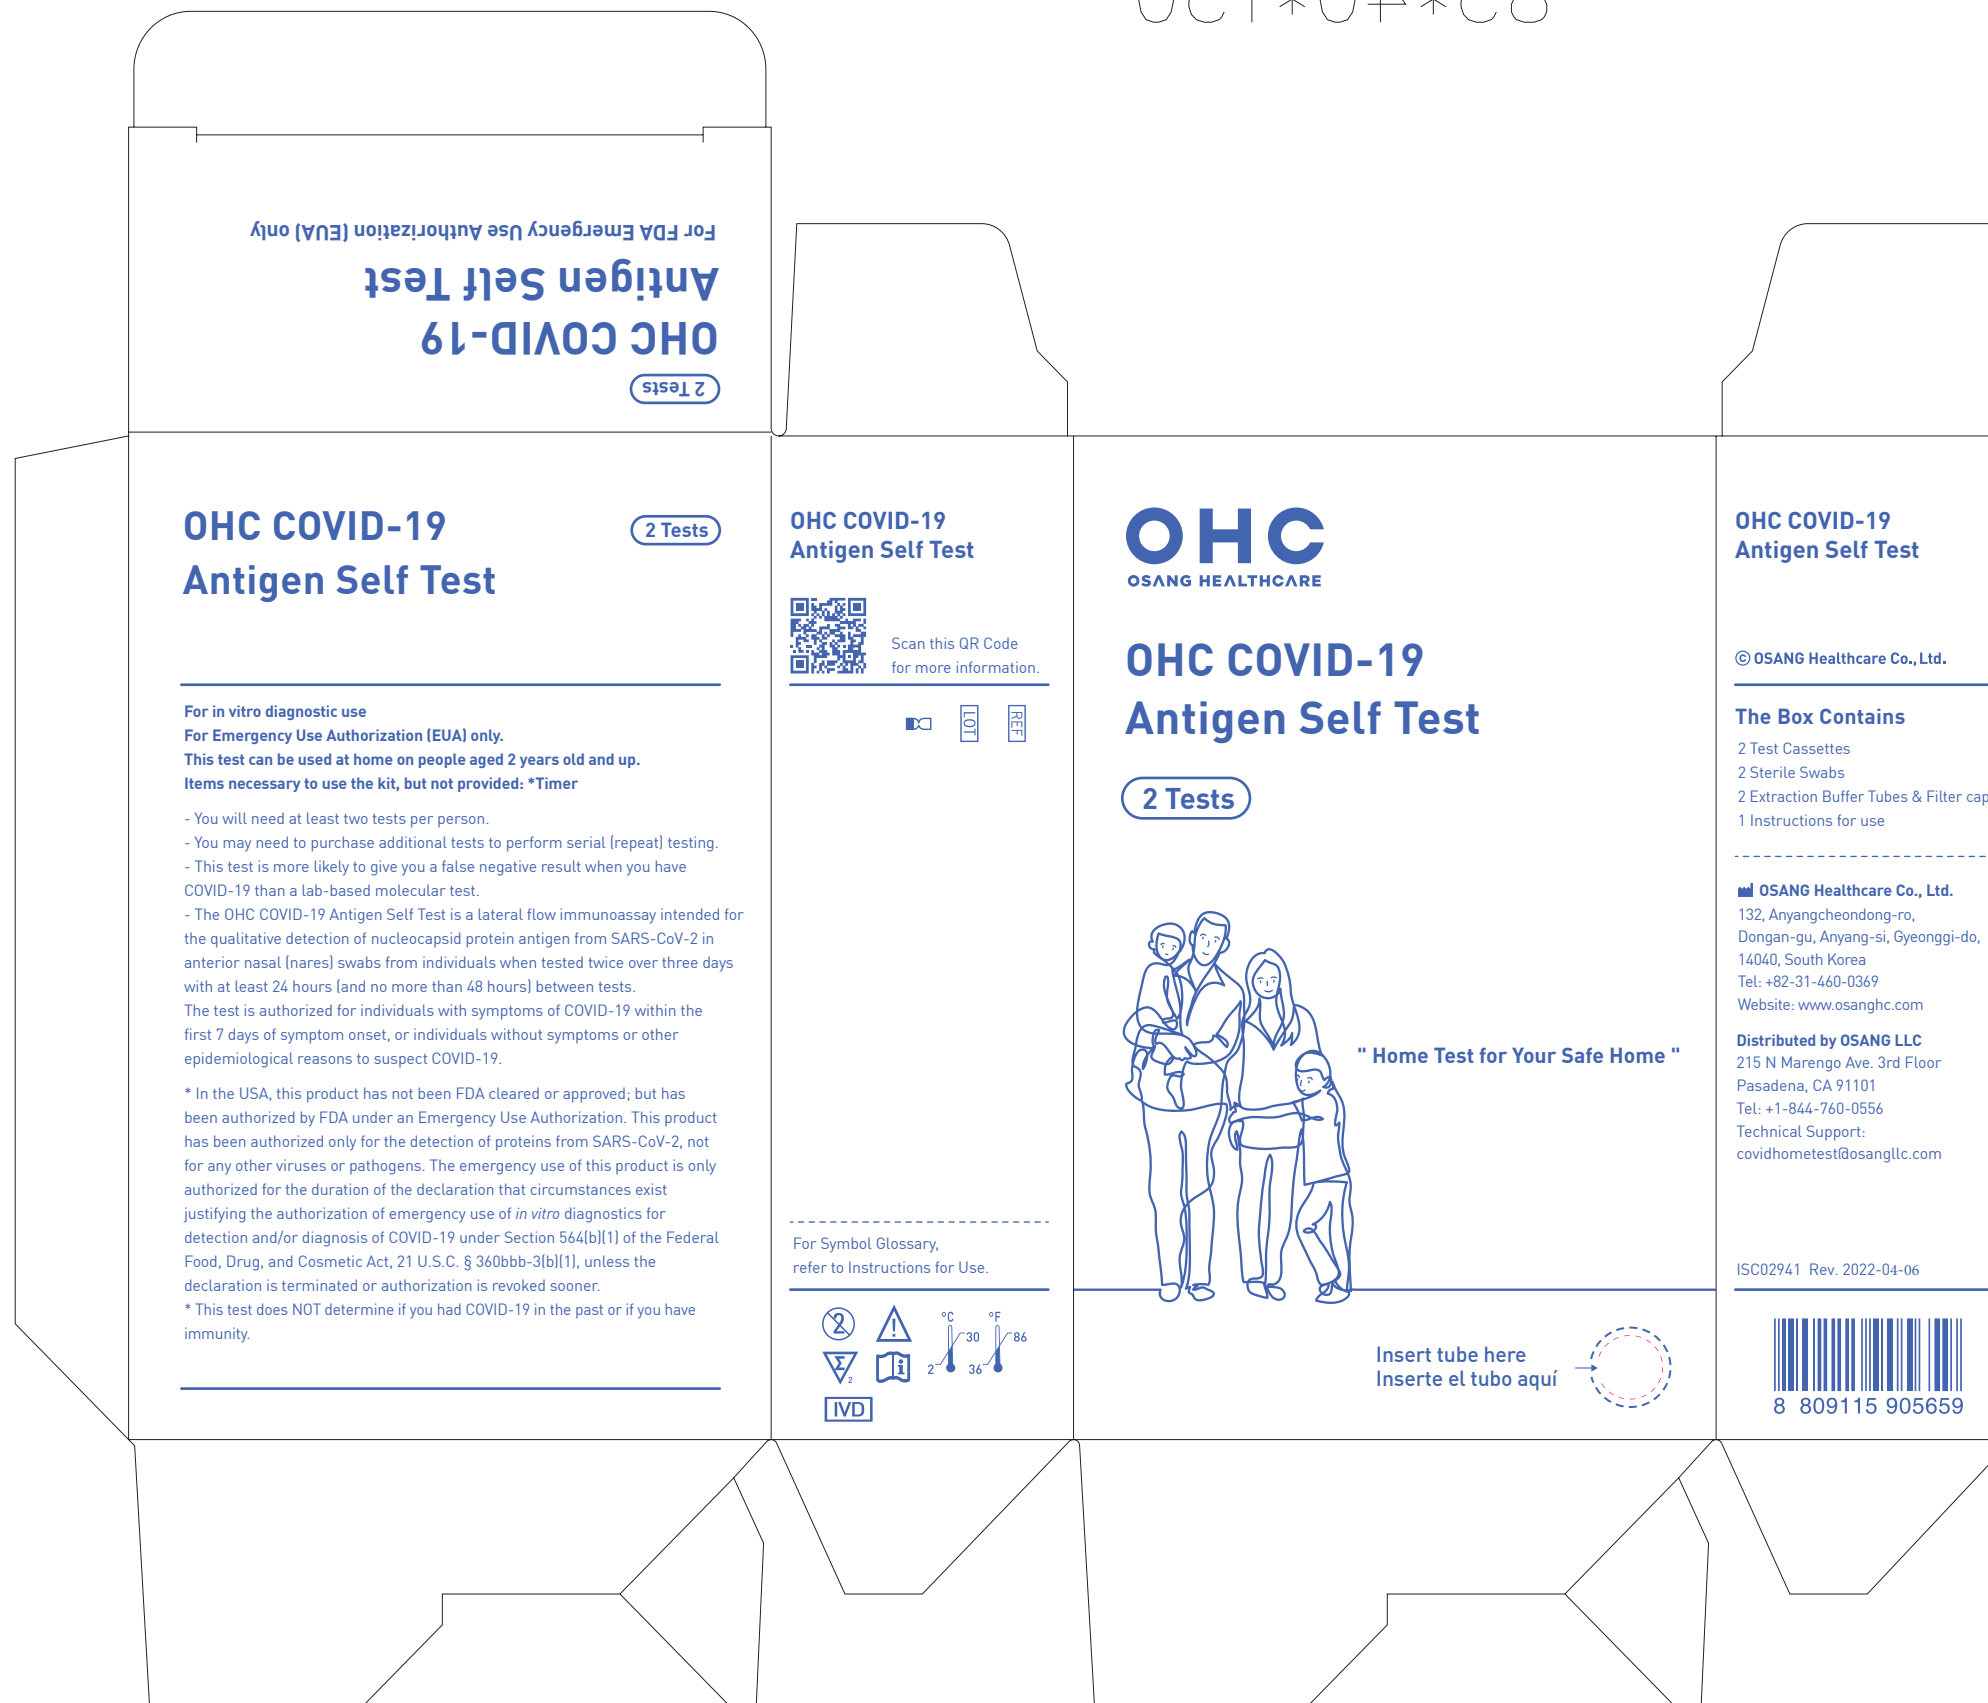 For FDA Emergency Use Authorization (EUA) only
Antigen Self Test
OHC COVID-19
2 Tests
OHC COVID-19
Antigen Self Test
2 Tests
For in vitro diagnostic use
For Emergency Use Authorization (EUA) only.
This test can be used at home on people aged 2 years old and up.
Items necessary to use the kit, but not provided: *Timer
- You will need at least two tests per person.
- You may need to purchase additional tests to perform serial (repeat) testing.
- This test is more likely to give you a false negative result when you have
COVID-19 than a lab-based molecular test.
- The OHC COVID-19 Antigen Self Test is a lateral flow immunoassay intended for
the qualitative detection of nucleocapsid protein antigen from SARS-CoV-2 in
anterior nasal (nares) swabs from individuals when tested twice over three days
with at least 24 hours (and no more than 48 hours) between tests.
The test is authorized for individuals with symptoms of COVID-19 within the
first 7 days of symptom onset, or individuals without symptoms or other
epidemiological reasons to suspect COVID-19.
* In the USA, this product has not been FDA cleared or approved; but has
been authorized by FDA under an Emergency Use Authorization. This product
has been authorized only for the detection of proteins from SARS-CoV-2, not
for any other viruses or pathogens. The emergency use of this product is only
authorized for the duration of the declaration that circumstances exist
justifying the authorization of emergency use of in vitro diagnostics for
detection and/or diagnosis of COVID-19 under Section 564(b)(1) of the Federal
Food, Drug, and Cosmetic Act, 21 U.S.C. § 360bbb-3(b)(1), unless the
declaration is terminated or authorization is revoked sooner.
* This test does NOT determine if you had COVID-19 in the past or if you have
immunity.
OHC COVID-19
Antigen Self Test
Scan this QR Code
for more information.
LOT
REF
For Symbol Glossary,
refer to Instructions for Use.
2
°C
30
2
°F
86
36
Σ
2
i
IVD
OHC
OSANG HEALTHCARE
OHC COVID-19
Antigen Self Test
2 Tests
" Home Test for Your Safe Home "
Insert tube here
Inserte el tubo aquí
OHC COVID-19
Antigen Self Test
© OSANG Healthcare Co., Ltd.
The Box Contains
2 Test Cassettes
2 Sterile Swabs
2 Extraction Buffer Tubes & Filter cap
1 Instructions for use
OSANG Healthcare Co., Ltd.
132, Anyangcheondong-ro,
Dongan-gu, Anyang-si, Gyeonggi-do,
14040, South Korea
Tel: +82-31-460-0369
Website: www.osanghc.com
Distributed by OSANG LLC
215 N Marengo Ave. 3rd Floor
Pasadena, CA 91101
Tel: +1-844-760-0556
Technical Support:
covidhometest@osangllc.com
ISC02941 Rev. 2022-04-06
8 809115 905659